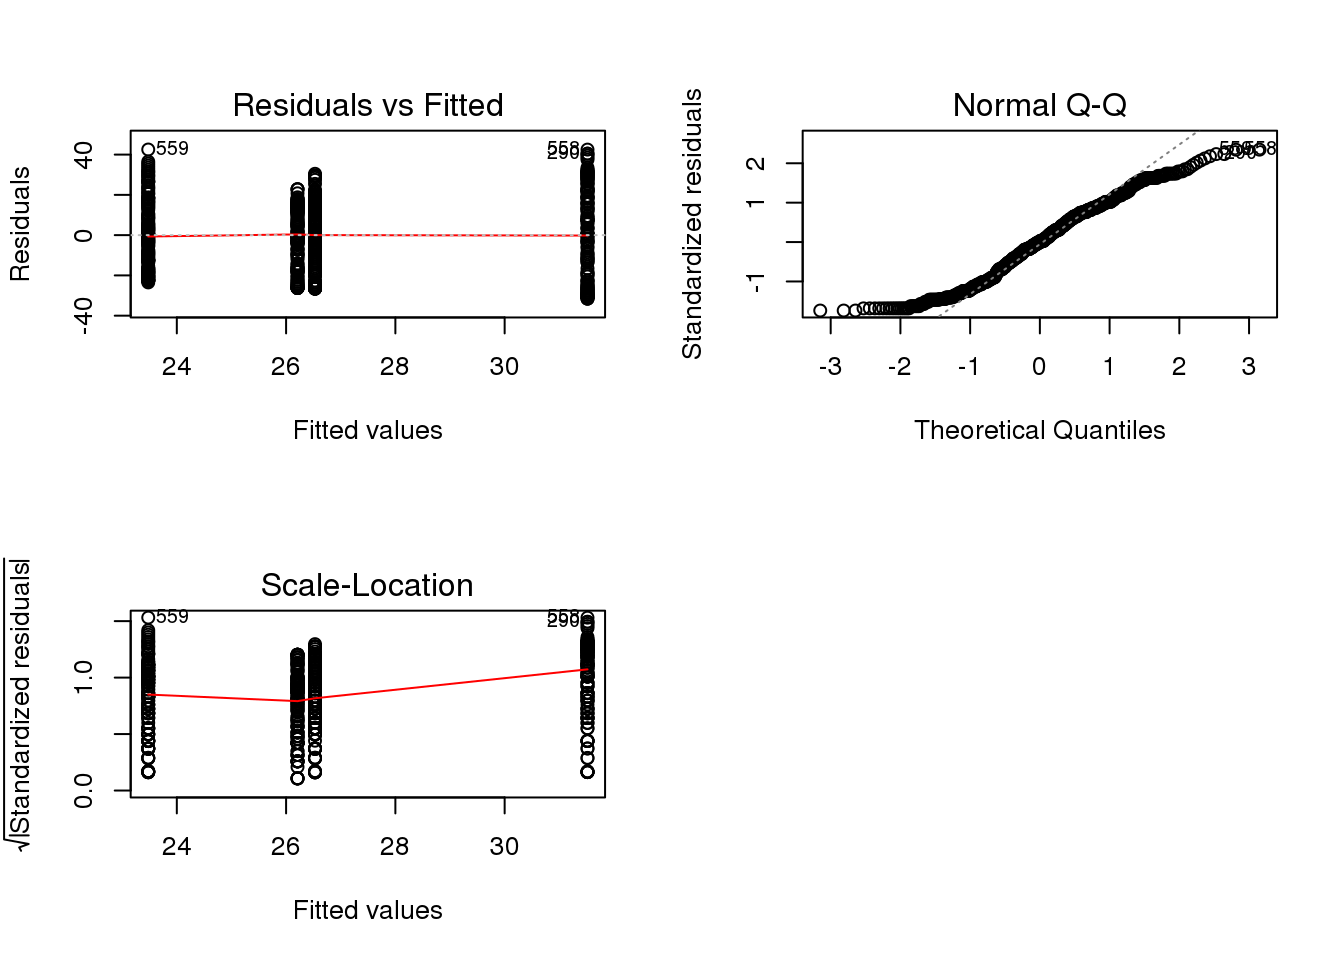 Residuals vs Fitted
Residuals
40
0
-40
559
558
290
24 26 28 30
Fitted values
Normal Q-Q
Standardized residuals
2
1
-1
-3 -2 -1 0 1 2 3
Theoretical Quantiles
Scale-Location
√|Standardized residuals|
1.0
0.0
559
558
290
24 26 28 30
Fitted values